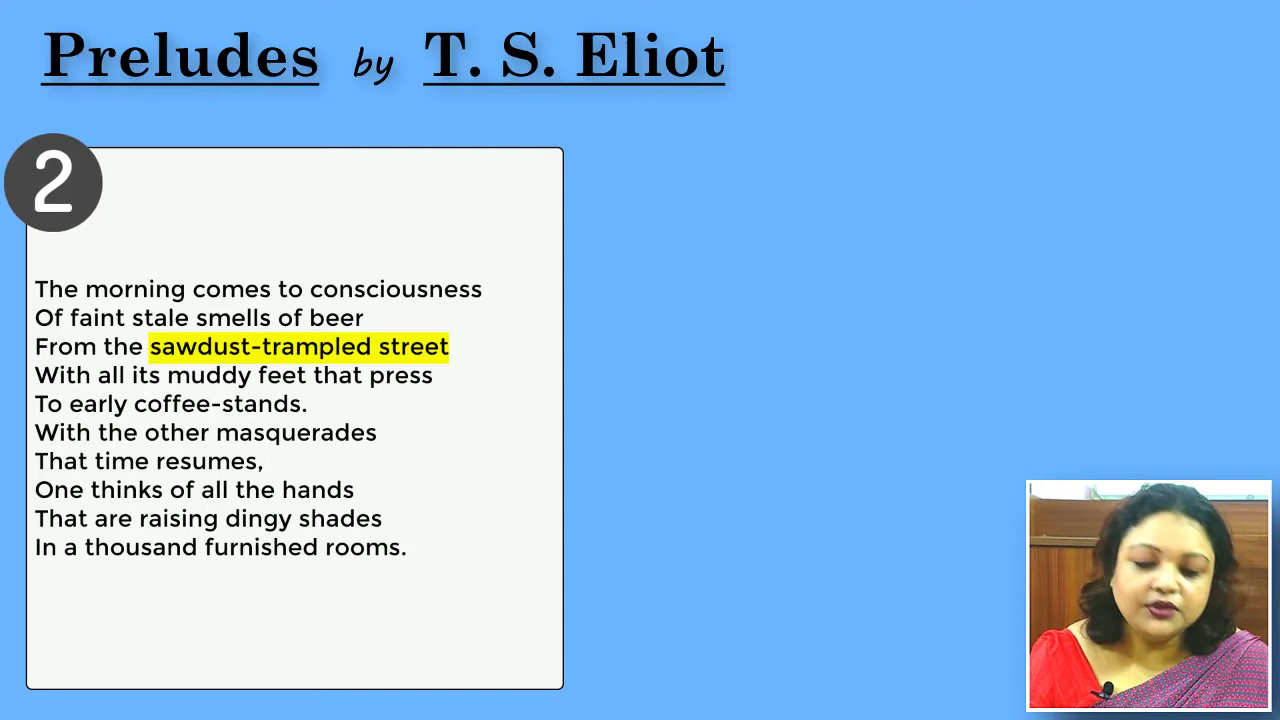 Preludes by T. S. Eliot
2
The morning comes to consciousness
Of faint stale smells of beer
From the sawdust-trampled street
With all its muddy feet that press
To early coffee-stands.
With the other masquerades
That time resumes,
One thinks of all the hands
That are raising dingy shades
In a thousand furnished rooms.